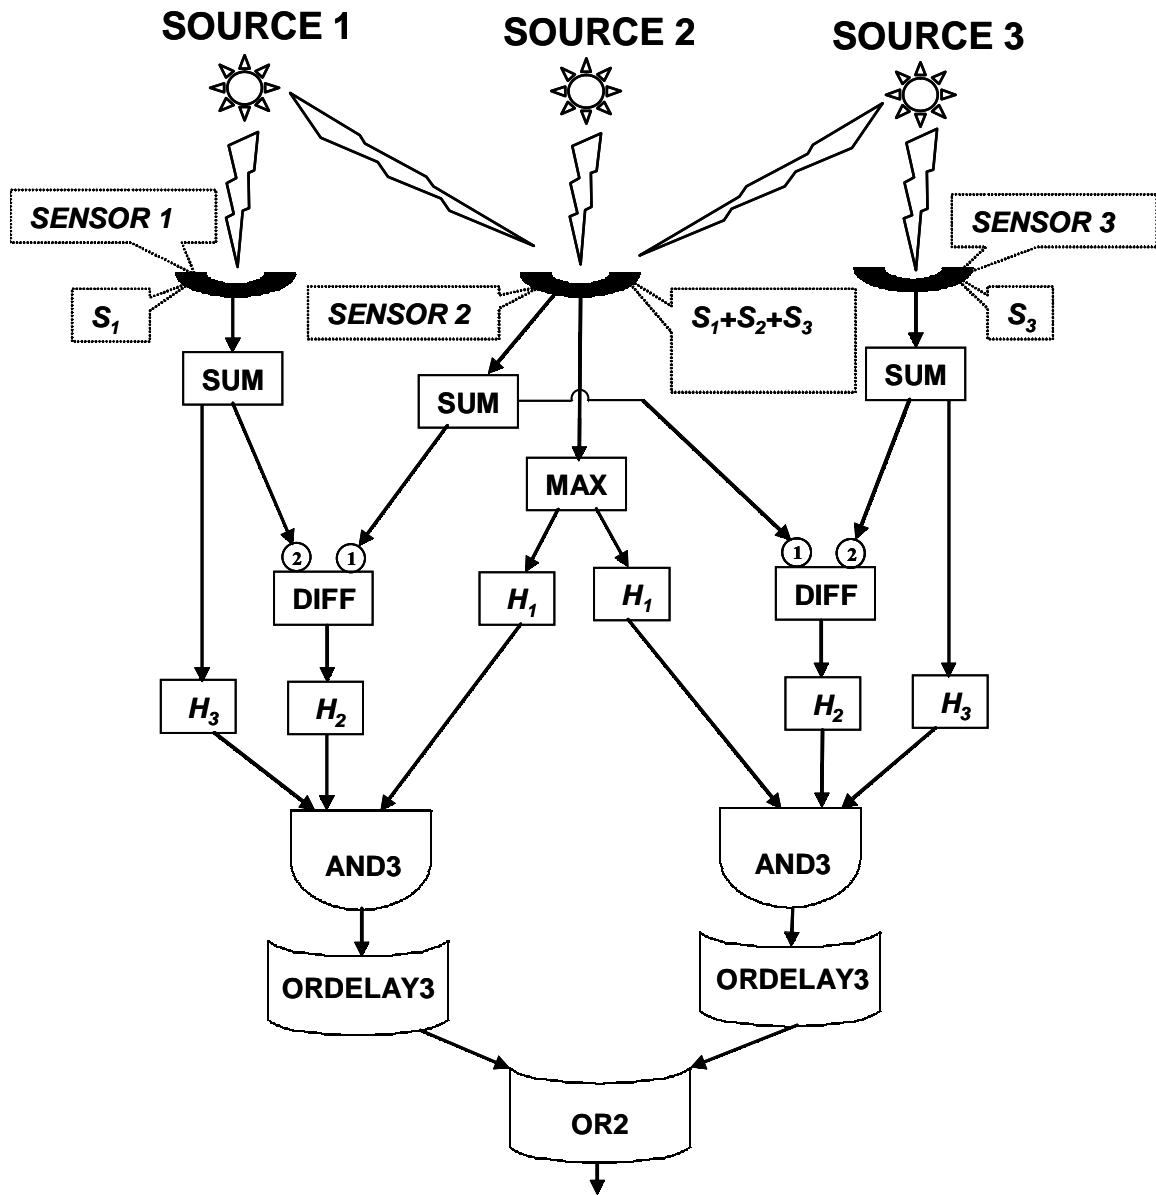 SOURCE 1
SOURCE 2
SOURCE 3
SENSOR 1
SENSOR 3
S1
SENSOR 2
S1+S2+S3
S3
SUM
SUM
SUM
MAX
2
1
1
2
DIFF
H1
H1
DIFF
H3
H2
H2
H3
AND3
AND3
ORDELAY3
ORDELAY3
OR2